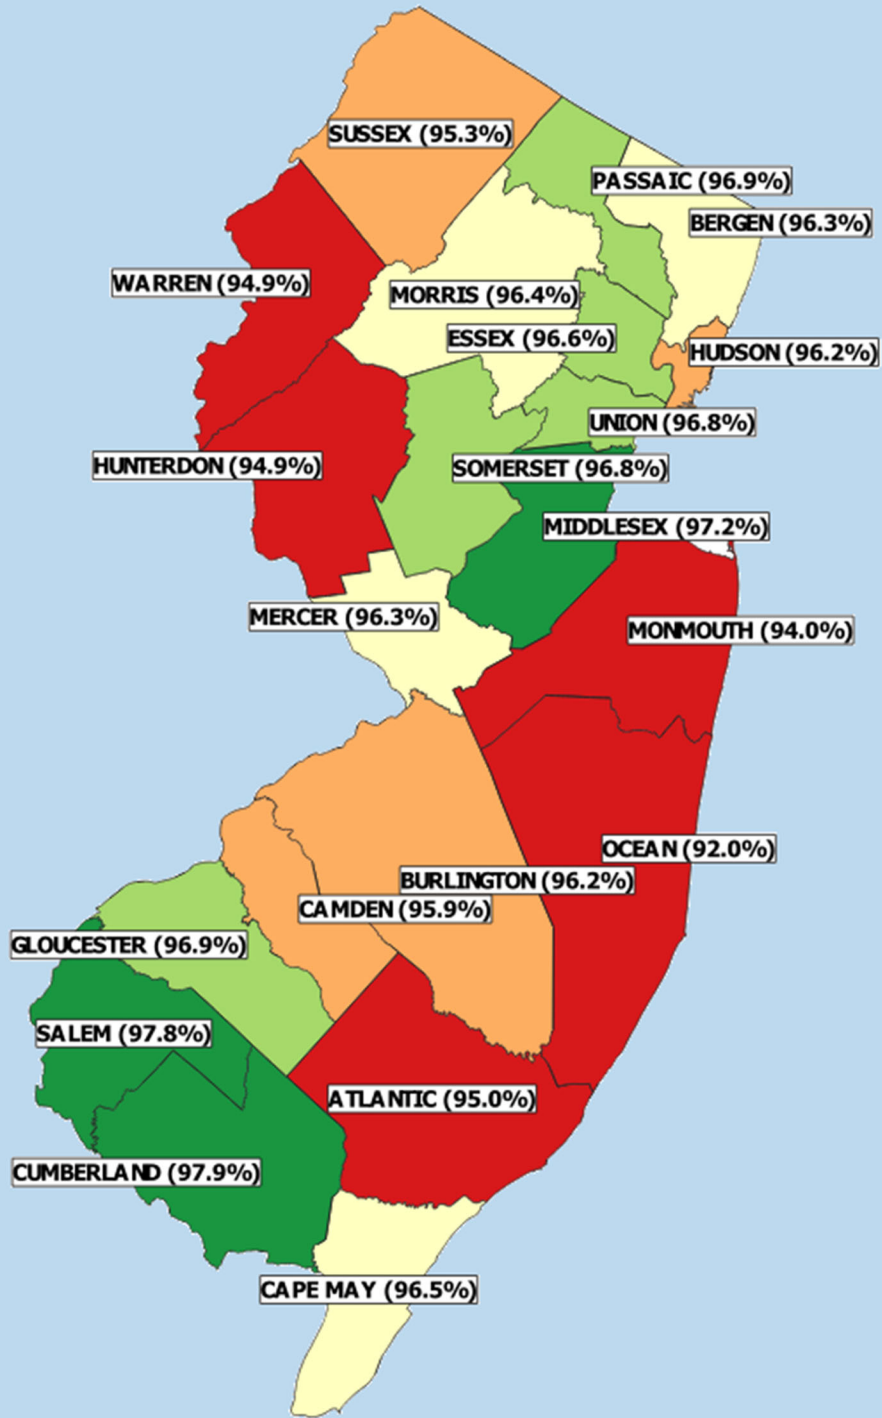 SUSSEX (95.3%)
PASSAIC (96.9%)
BERGEN (96.3%)
WARREN (94.9%)
MORRIS (96.4%)
ESSEX (96.6%)
HUDSON (96.2%)
UNION (96.8%)
HUNTERDON (94.9%)
SOMERSET (96.8%)
MIDDLESEX (97.2%)
MERCER (96.3%)
MONMOUTH (94.0%)
OCEAN (92.0%)
BURLINGTON (96.2%)
CAMDEN (95.9%)
GLOUCESTER (96.9%)
SALEM (97.8%)
ATLANTIC (95.0%)
CUMBERLAND (97.9%)
CAPE MAY (96.5%)